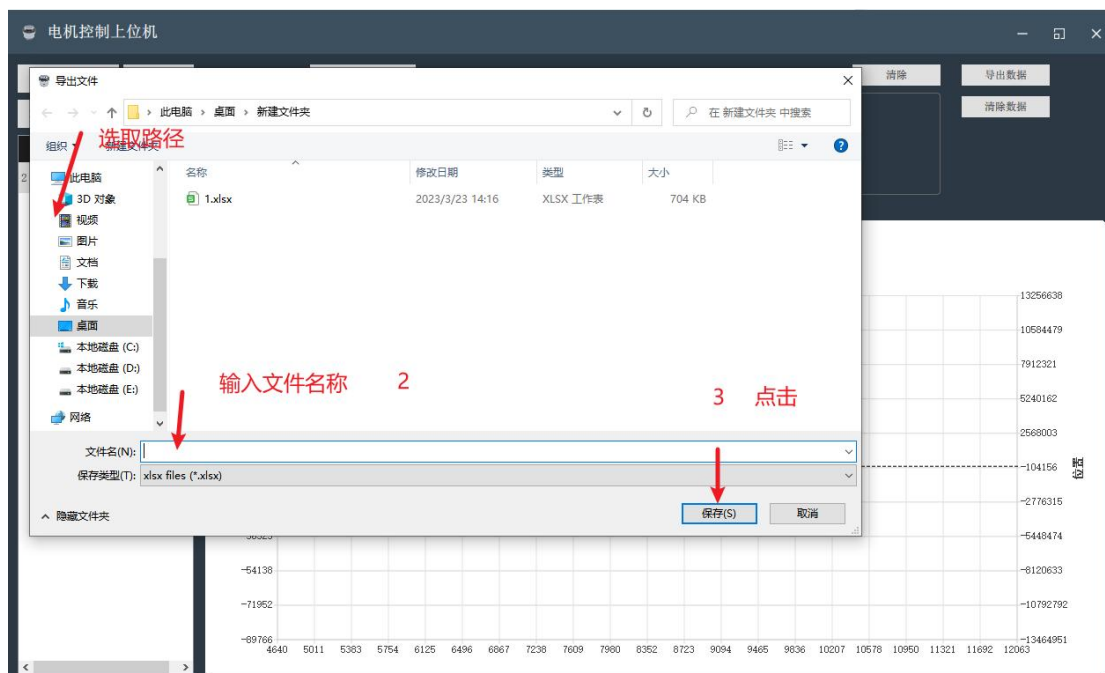 电机控制上位机
导出文件
清除
导出数据
此电脑 › 桌面 › 新建文件夹
在 新建文件夹 中搜索
清除数据
选取路径
组织
新建文件夹
2
此电脑
名称
修改日期
类型
大小
3D 对象
1.xlsx
2023/3/23 14:16
XLSX 工作表
704 KB
视频
图片
文档
下载
音乐
桌面
本地磁盘 (C:)
本地磁盘 (D:)
本地磁盘 (E:)
网络
输入文件名称 2
3 点击
文件名(N):
保存类型(T): xlsx files (*.xlsx)
隐藏文件夹
保存(S)
取消
13256638
10584479
7912321
5240162
2568003
-104156
位置
-2776315
-5448474
-54138
-8120633
-71952
-10792792
-89766
-13464951
4640 5011 5383 5754 6125 6496 6867 7238 7609 7980 8352 8723 9094 9465 9836 10207 10578 10950 11321 11692 12063